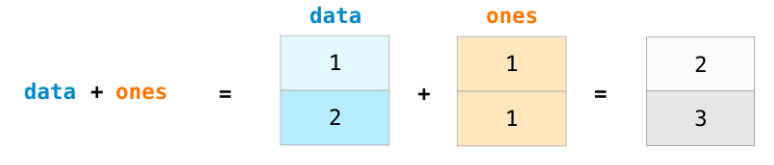 data ones
1 1 2
data + ones = + =
2 1 3